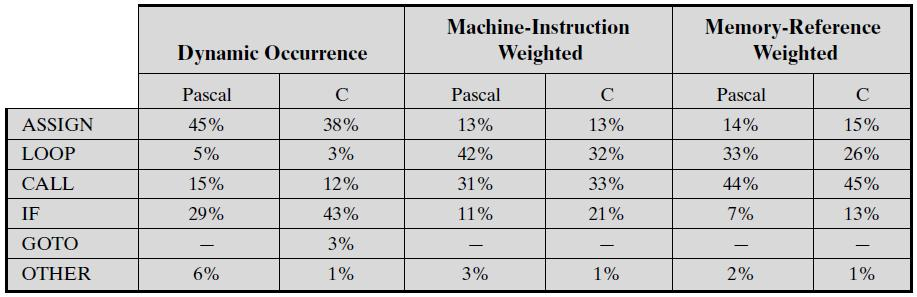 Dynamic Occurrence Machine-Instruction Weighted Memory-Reference Weighted
Pascal C Pascal C Pascal C
ASSIGN 45% 38% 13% 13% 14% 15%
LOOP 5% 3% 42% 32% 33% 26%
CALL 15% 12% 31% 33% 44% 45%
IF 29% 43% 11% 21% 7% 13%
GOTO — 3% — — — —
OTHER 6% 1% 3% 1% 2% 1%